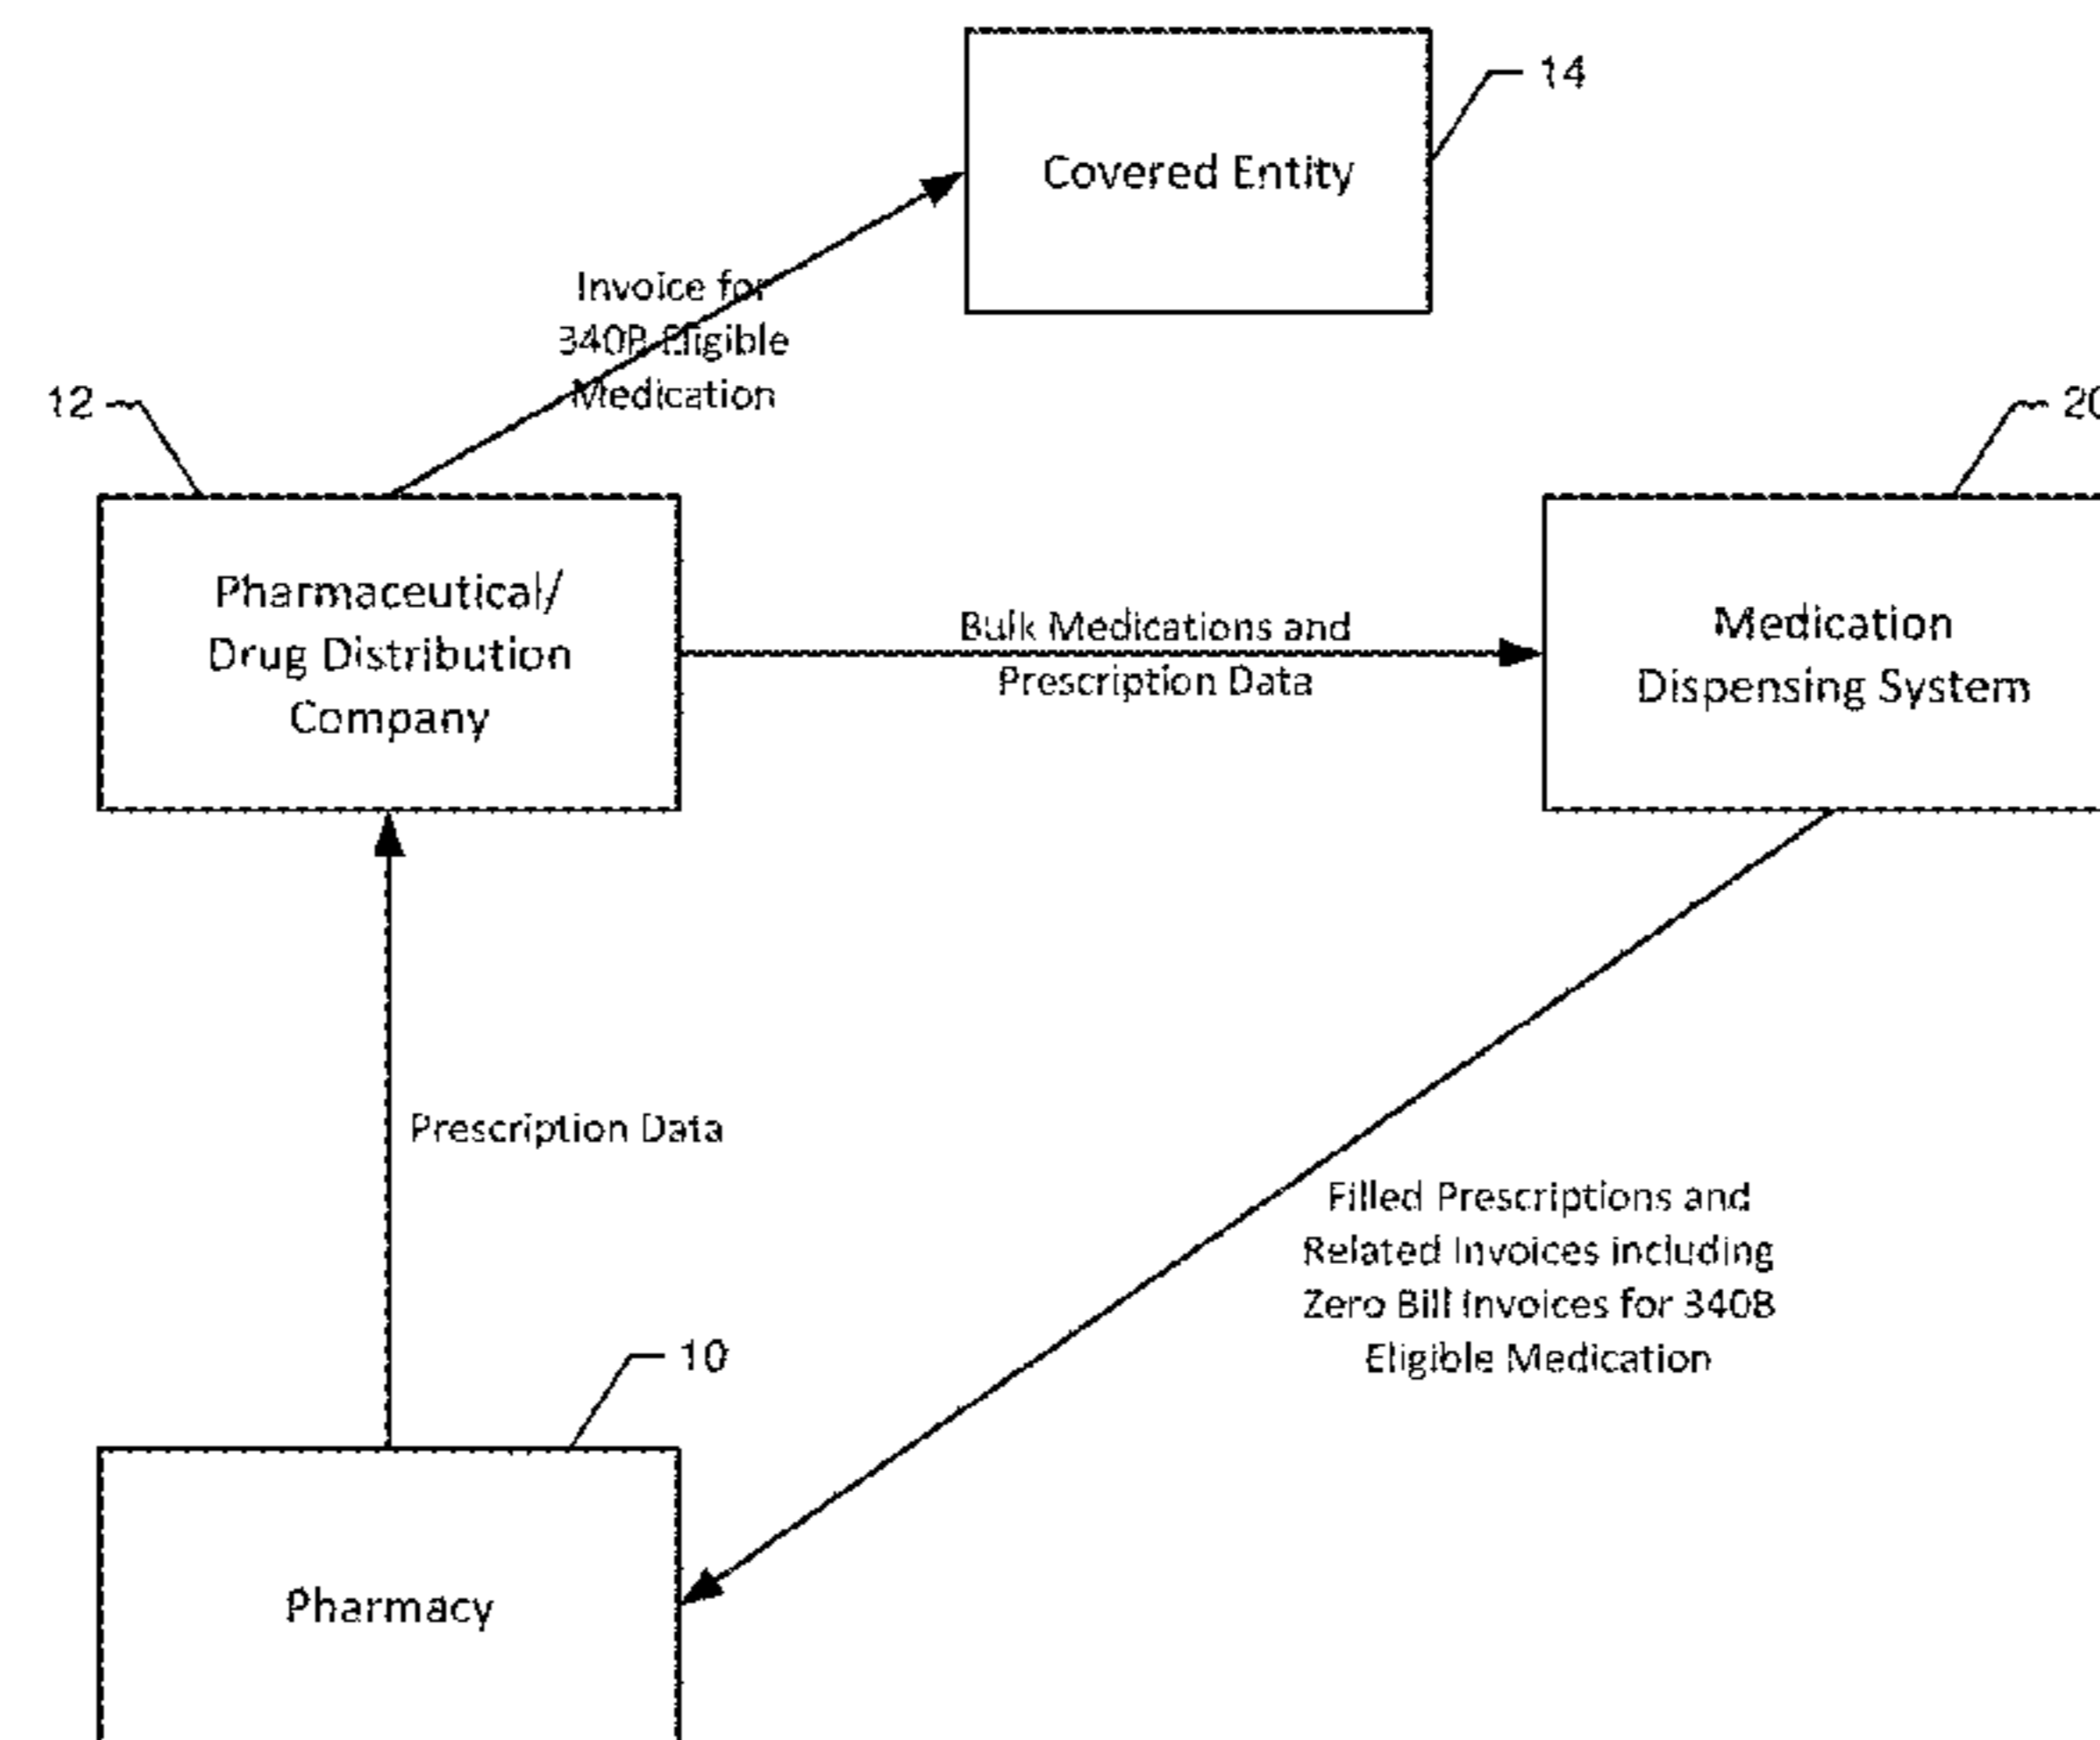 14
Covered Entity
Invoice for
340B Eligible
Medication
12
20
Pharmaceutical/
Drug Distribution
Company
Bulk Medications and
Prescription Data
Medication
Dispensing System
Prescription Data
Filled Prescriptions and
Related Invoices including
Zero Bill Invoices for 340B
Eligible Medication
10
Pharmacy